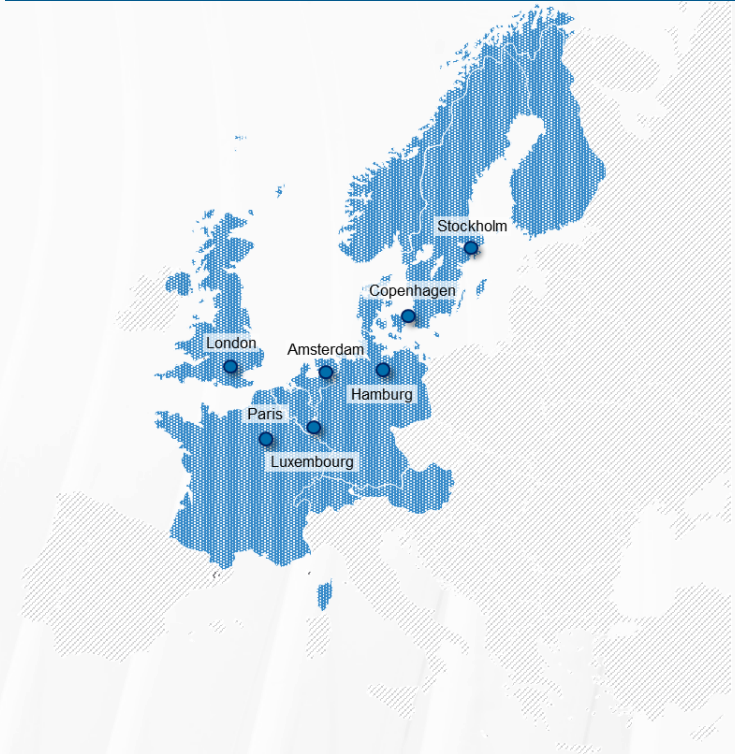 Stockholm
Copenhagen
London
Amsterdam
Hamburg
Paris
Luxembourg